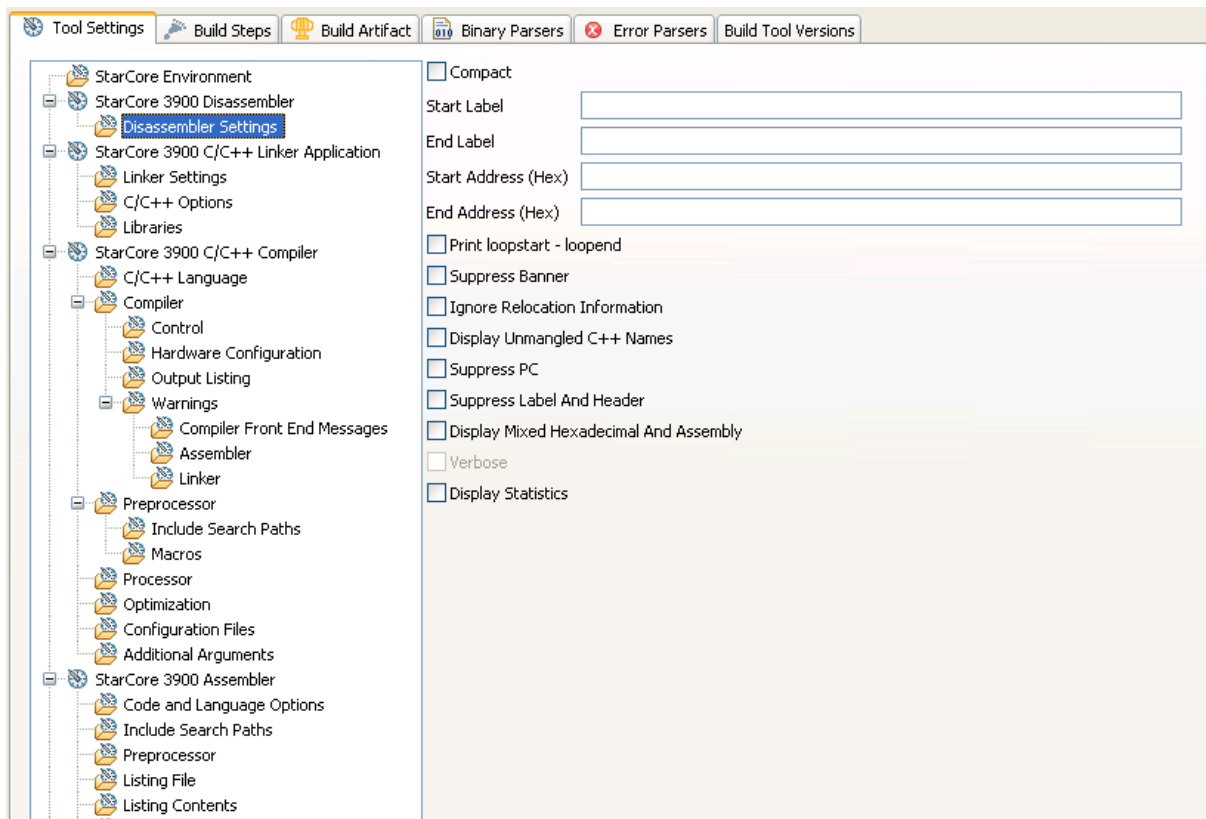 Tool Settings Build Steps Build Artifact Binary Parsers Error Parsers Build Tool Versions
StarCore Environment
StarCore 3900 Disassembler
Disassembler Settings
StarCore 3900 C/C++ Linker Application
Linker Settings
C/C++ Options
Libraries
StarCore 3900 C/C++ Compiler
C/C++ Language
Compiler
Control
Hardware Configuration
Output Listing
Warnings
Compiler Front End Messages
Assembler
Linker
Preprocessor
Include Search Paths
Macros
Processor
Optimization
Configuration Files
Additional Arguments
StarCore 3900 Assembler
Code and Language Options
Include Search Paths
Preprocessor
Listing File
Listing Contents
Compact
Start Label
End Label
Start Address (Hex)
End Address (Hex)
Print loopstart - loopend
Suppress Banner
Ignore Relocation Information
Display Unmangled C++ Names
Suppress PC
Suppress Label And Header
Display Mixed Hexadecimal And Assembly
Verbose
Display Statistics